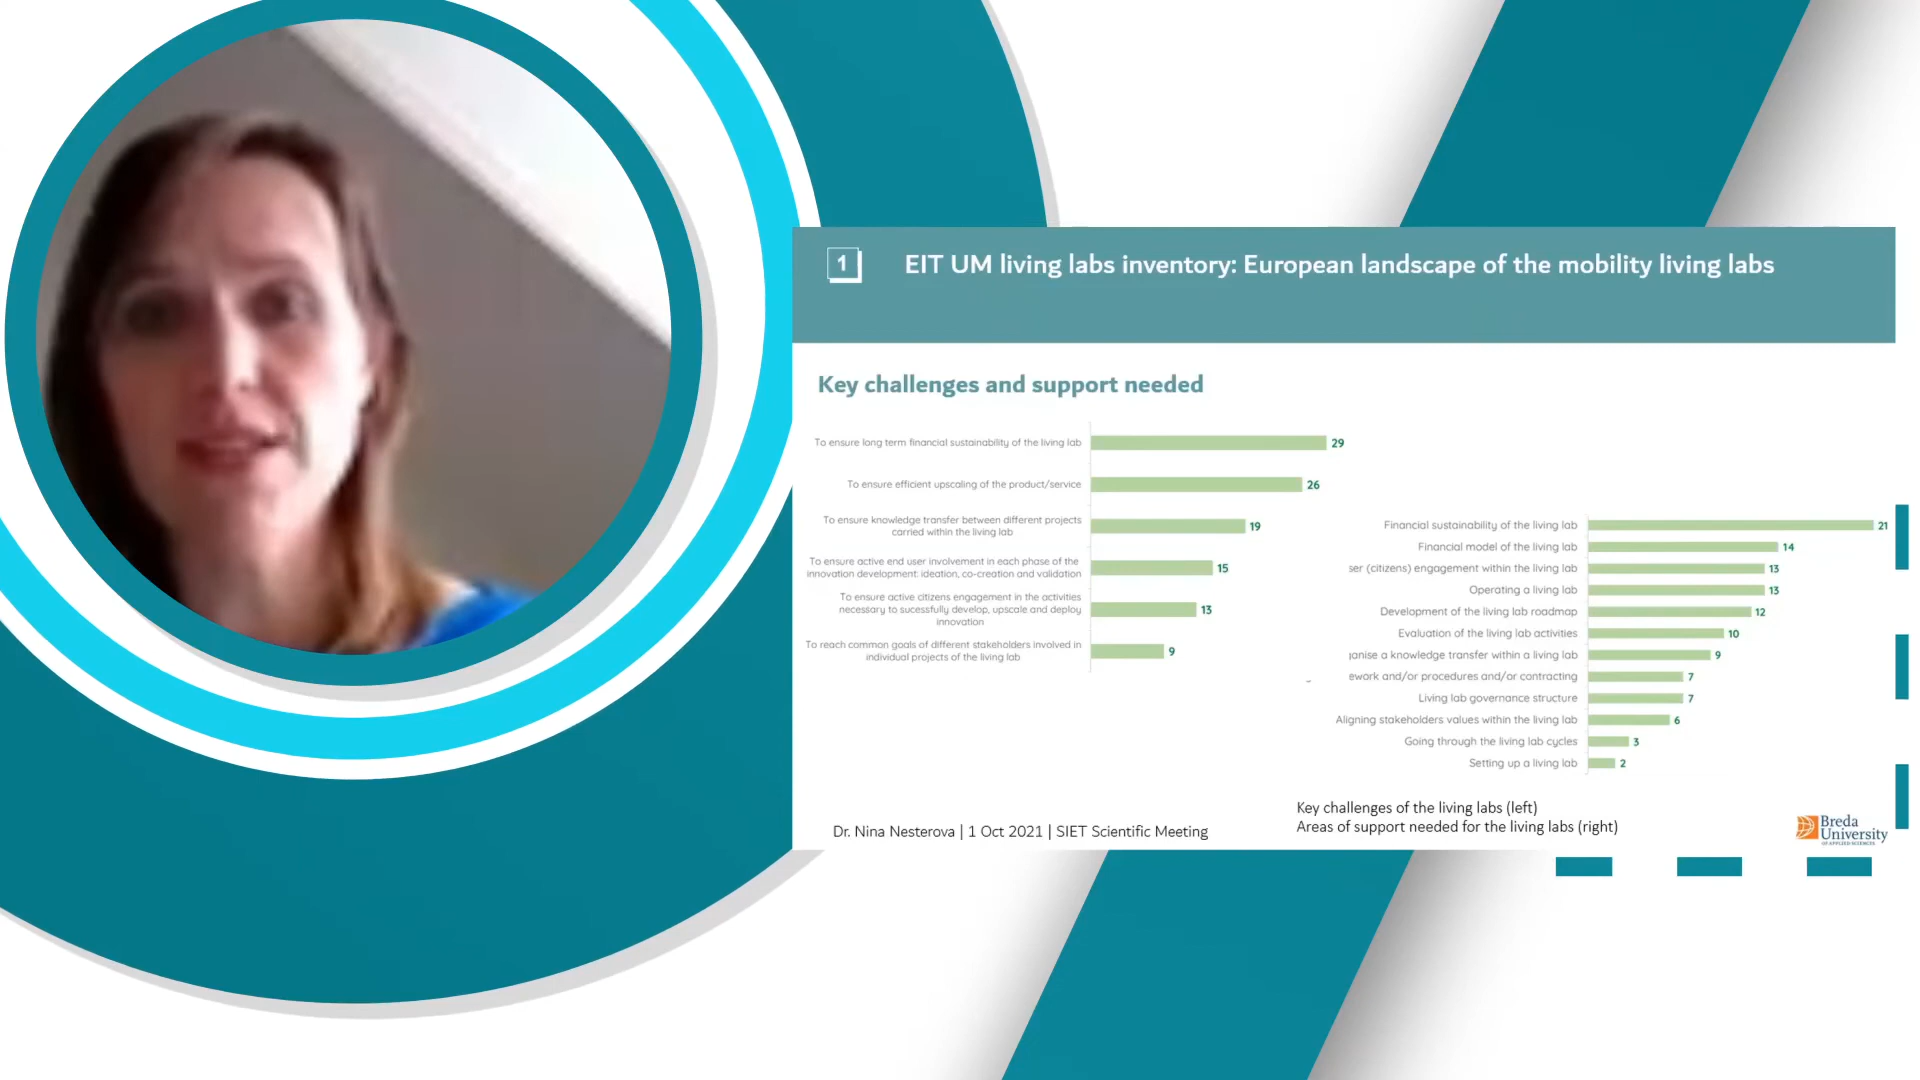 1
EIT UM living labs inventory: European landscape of the mobility living labs
Key challenges and support needed
To ensure long term financial sustainability of the living lab 29
To ensure efficient upscaling of the product/service 26
To ensure knowledge transfer between different projects
carried within the living lab 19
To ensure active end user involvement in each phase of the
innovation development: ideation, co-creation and validation 15
To ensure active citizens engagement in the activities
necessary to sucessfully develop, upscale and deploy
innovation 13
To reach common goals of different stakeholders involved in
individual projects of the living lab 9
Financial sustainability of the living lab 21
Financial model of the living lab 14
ser (citizens) engagement within the living lab 13
Operating a living lab 13
Development of the living lab roadmap 12
Evaluation of the living lab activities 10
ganise a knowledge transfer within a living lab 9
ework and/or procedures and/or contracting 7
Living lab governance structure 7
Aligning stakeholders values within the living lab 6
Going through the living lab cycles 3
Setting up a living lab 2
Key challenges of the living labs (left)
Areas of support needed for the living labs (right)
Dr. Nina Nesterova | 1 Oct 2021 | SIET Scientific Meeting
Breda
University
OF APPLIED SCIENCES